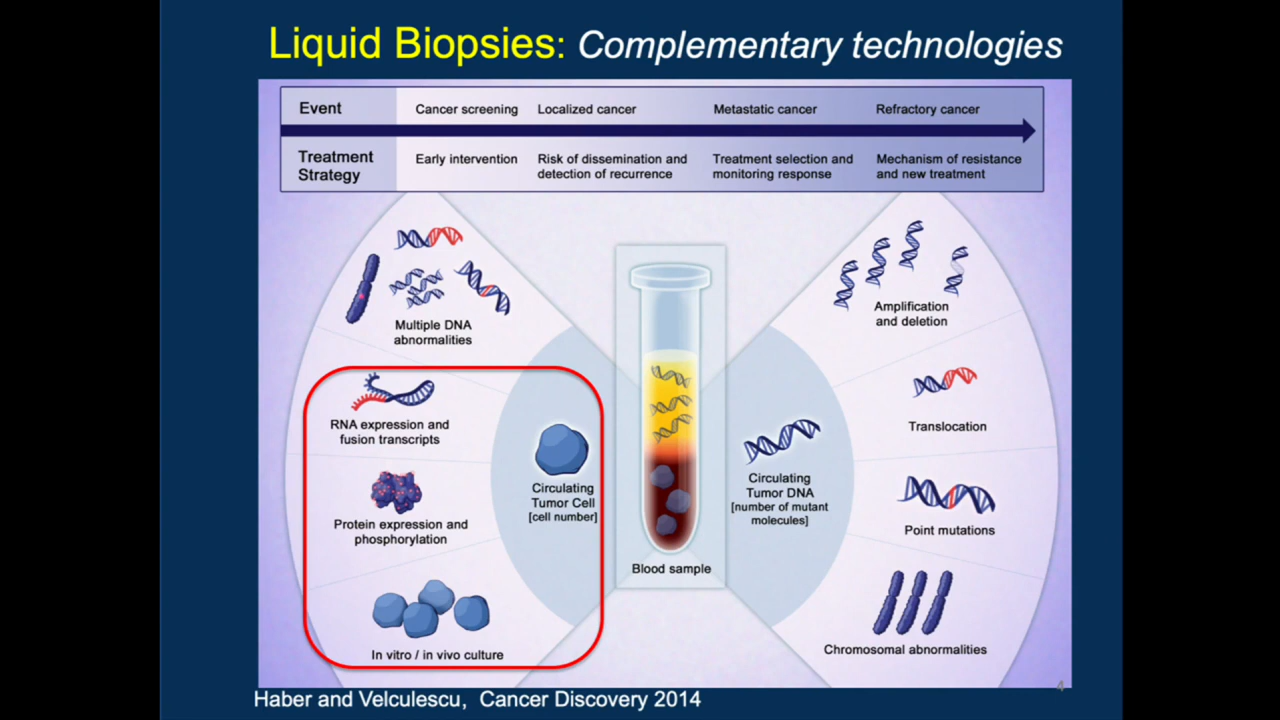 Liquid Biopsies: Complementary technologies
Event
Cancer screening
Localized cancer
Metastatic cancer
Refractory cancer
Treatment
Strategy
Early intervention
Risk of dissemination and
detection of recurrence
Treatment selection and
monitoring response
Mechanism of resistance
and new treatment
Multiple DNA
abnormalities
RNA expression and
fusion transcripts
Protein expression and
phosphorylation
In vitro / in vivo culture
Circulating
Tumor Cell
[cell number]
Blood sample
Circulating
Tumor DNA
[number of mutant
molecules]
Amplification
and deletion
Translocation
Point mutations
Chromosomal abnormalities
4
Haber and Velculescu, Cancer Discovery 2014